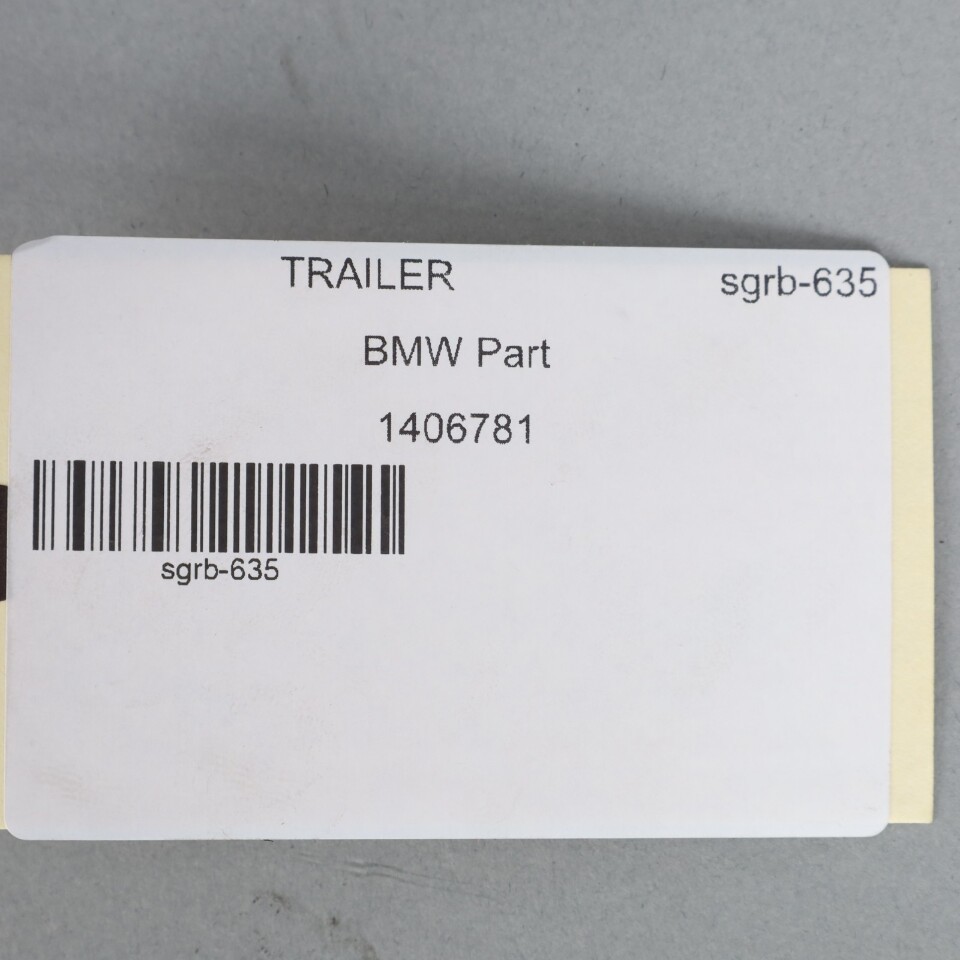 TRAILER sgrb-635
BMW Part
1406781
sgrb-635